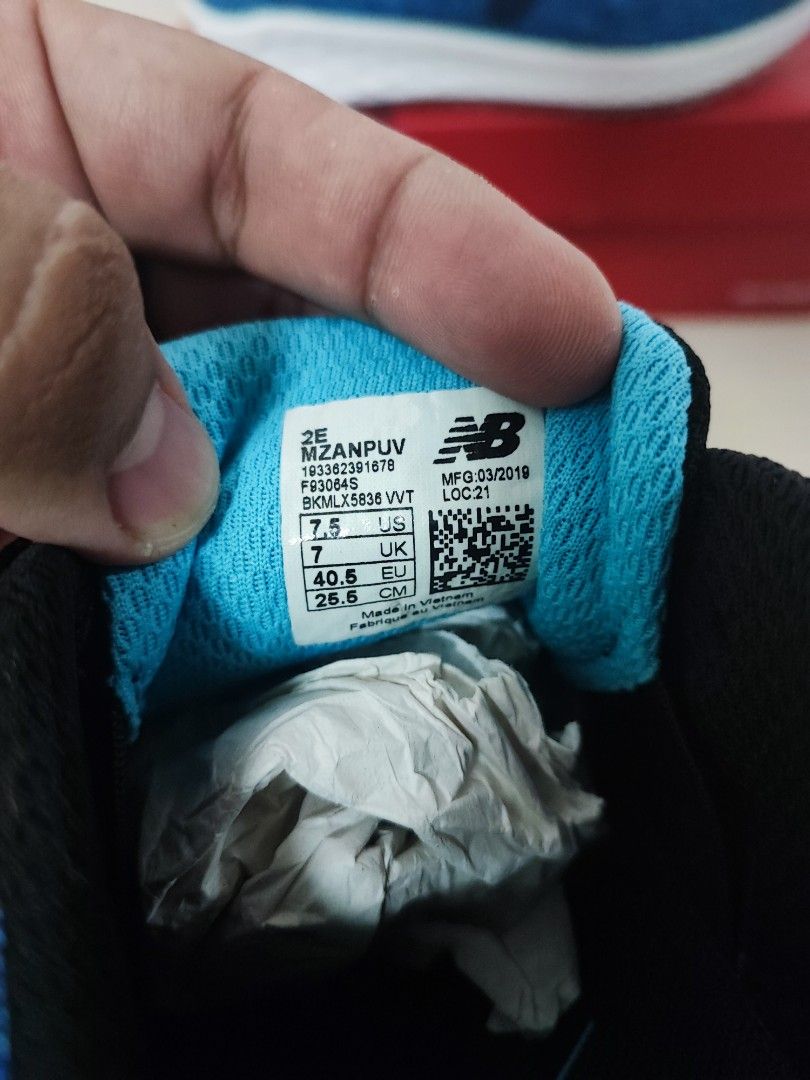 2E
MZANPUV
193362391678
F93064S
BKMLX5836 VVT
NB
MFG:03/2019
LOC:21
7.5 US
7 UK
40.5 EU
25.5 CM
Made in Vietnam
Fabriqué au Vietnam